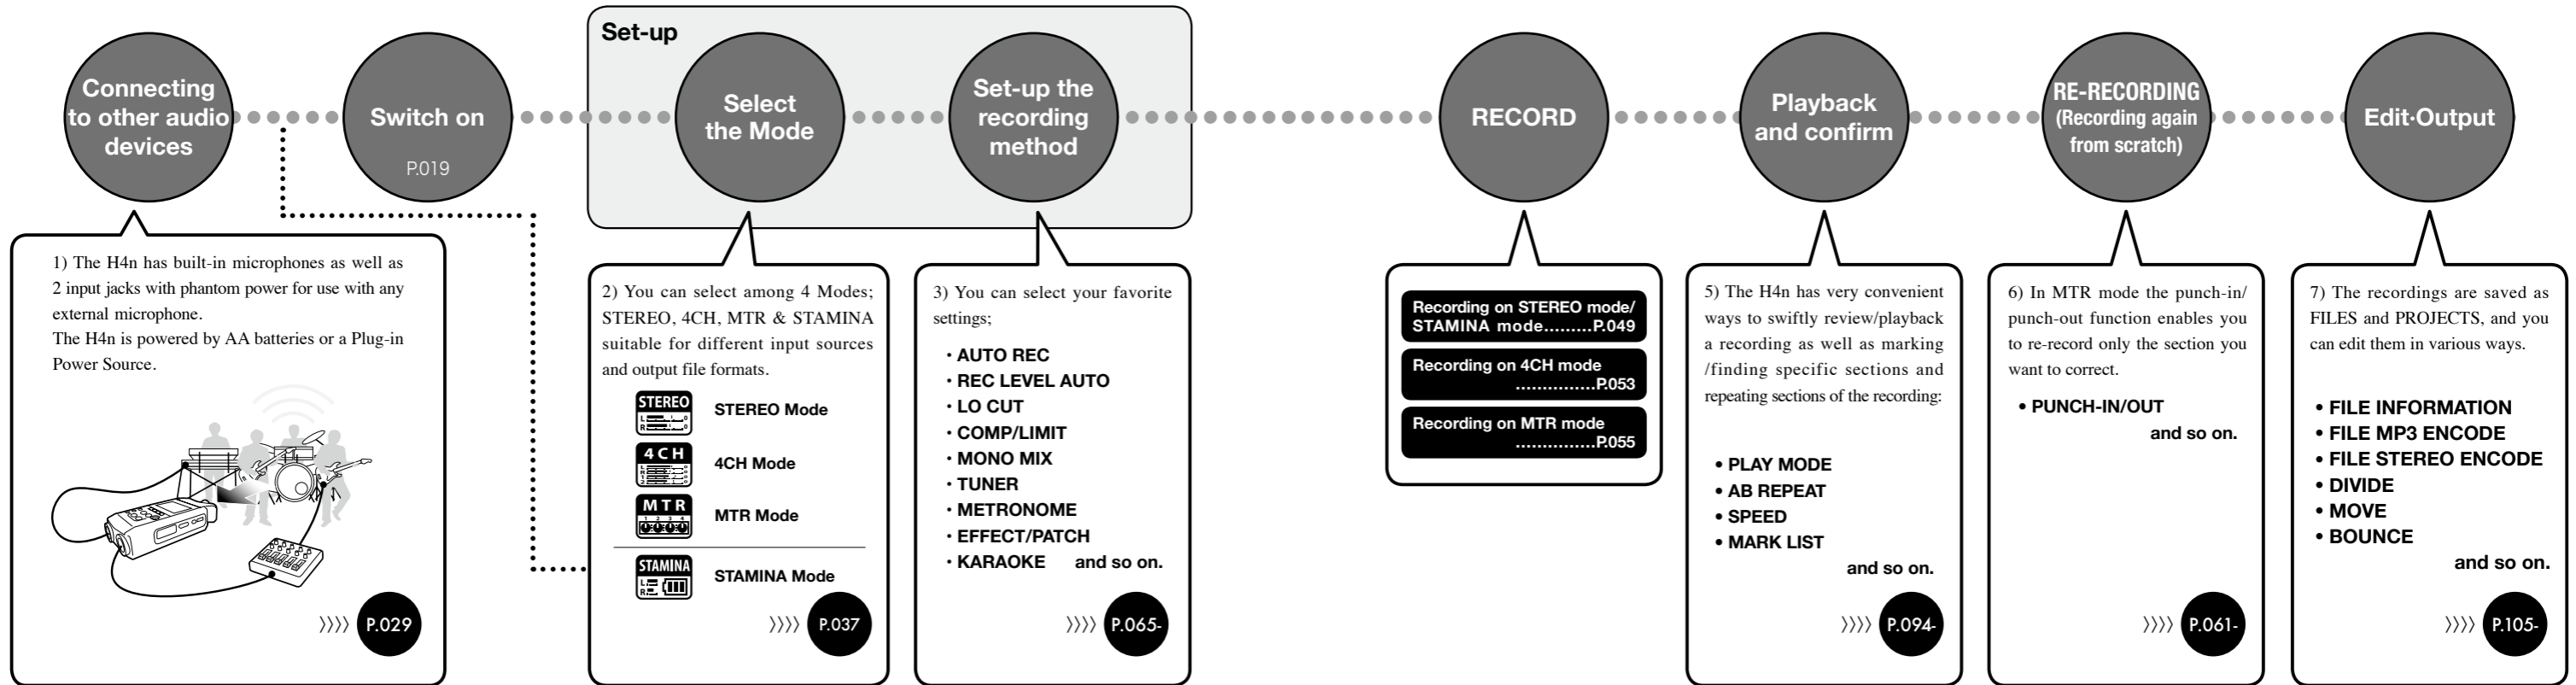 Set-up
Connecting
to other audio
devices
Switch on
P.019
Select
the Mode
Set-up the
recording
method
RECORD
Playback
and confirm
RE-RECORDING
(Recording again
from scratch)
Edit·Output
1) The H4n has built-in microphones as well as
2 input jacks with phantom power for use with any
external microphone.
The H4n is powered by AA batteries or a Plug-in
Power Source.
〉〉〉〉 P.029
2) You can select among 4 Modes;
STEREO, 4CH, MTR & STAMINA
suitable for different input sources
and output file formats.
STEREO
L
R
STEREO Mode
4CH
4CH Mode
MTR
1 2 3 4
MTR Mode
STAMINA
L
R
STAMINA Mode
〉〉〉〉 P.037
3) You can select your favorite
settings;
· AUTO REC
· REC LEVEL AUTO
· LO CUT
· COMP/LIMIT
· MONO MIX
· TUNER
· METRONOME
· EFFECT/PATCH
· KARAOKE and so on.
〉〉〉〉 P.065-
Recording on STEREO mode/
STAMINA mode.........P.049
Recording on 4CH mode
...............P.053
Recording on MTR mode
...............P.055
5) The H4n has very convenient
ways to swiftly review/playback
a recording as well as marking
/finding specific sections and
repeating sections of the recording:
• PLAY MODE
• AB REPEAT
• SPEED
• MARK LIST
and so on.
〉〉〉〉 P.094-
6) In MTR mode the punch-in/
punch-out function enables you
to re-record only the section you
want to correct.
• PUNCH-IN/OUT
and so on.
〉〉〉〉 P.061-
7) The recordings are saved as
FILES and PROJECTS, and you
can edit them in various ways.
• FILE INFORMATION
• FILE MP3 ENCODE
• FILE STEREO ENCODE
• DIVIDE
• MOVE
• BOUNCE
and so on.
〉〉〉〉 P.105-